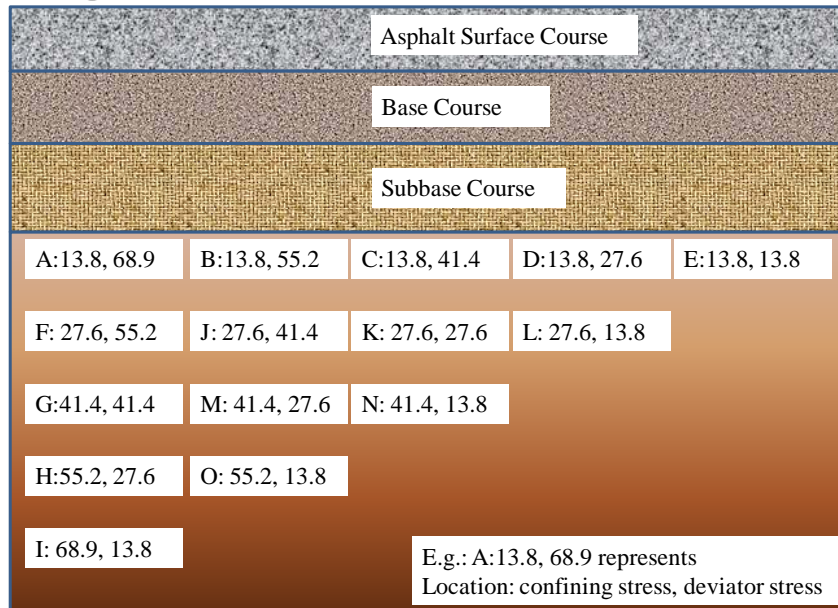 Asphalt Surface Course
Base Course
Subbase Course
A:13.8, 68.9 B:13.8, 55.2 C:13.8, 41.4 D:13.8, 27.6 E:13.8, 13.8
F: 27.6, 55.2 J: 27.6, 41.4 K: 27.6, 27.6 L: 27.6, 13.8
G:41.4, 41.4 M: 41.4, 27.6 N: 41.4, 13.8
H:55.2, 27.6 O: 55.2, 13.8
I: 68.9, 13.8
E.g.: A:13.8, 68.9 represents
Location: confining stress, deviator stress